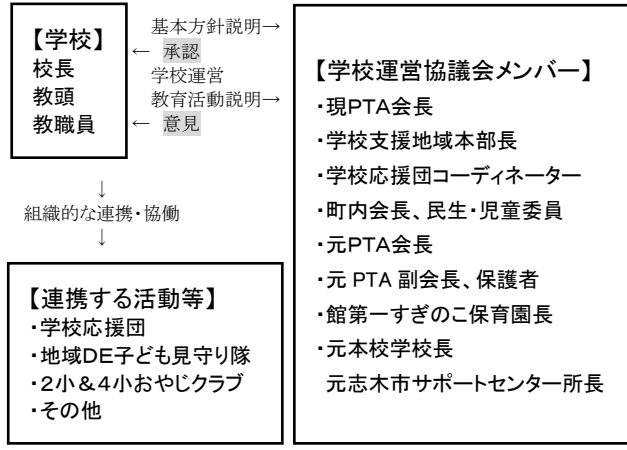 【学校】
校長
教頭
教職員
基本方針説明→
← 承認
学校運営
教育活動説明→
← 意見
↓
組織的な連携・協働
↓
【連携する活動等】
・学校応援団
・地域DE子ども見守り隊
・2小＆4小おやじクラブ
・その他
【学校運営協議会メンバー】
・現PTA会長
・学校支援地域本部長
・学校応援団コーディネーター
・町内会長、民生・児童委員
・元PTA会長
・元 PTA 副会長、保護者
・館第一すぎのこ保育園長
・元本校学校長
元志木市サポートセンター所長